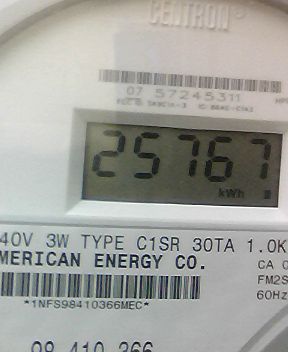 CENTRON®
07 57245311
25767
kWh
40V 3W TYPE C1SR 30TA 1.0K
MERICAN ENERGY CO.
CA 0
FM2S
60Hz
*1NFS98410366MEC*
98 410 366